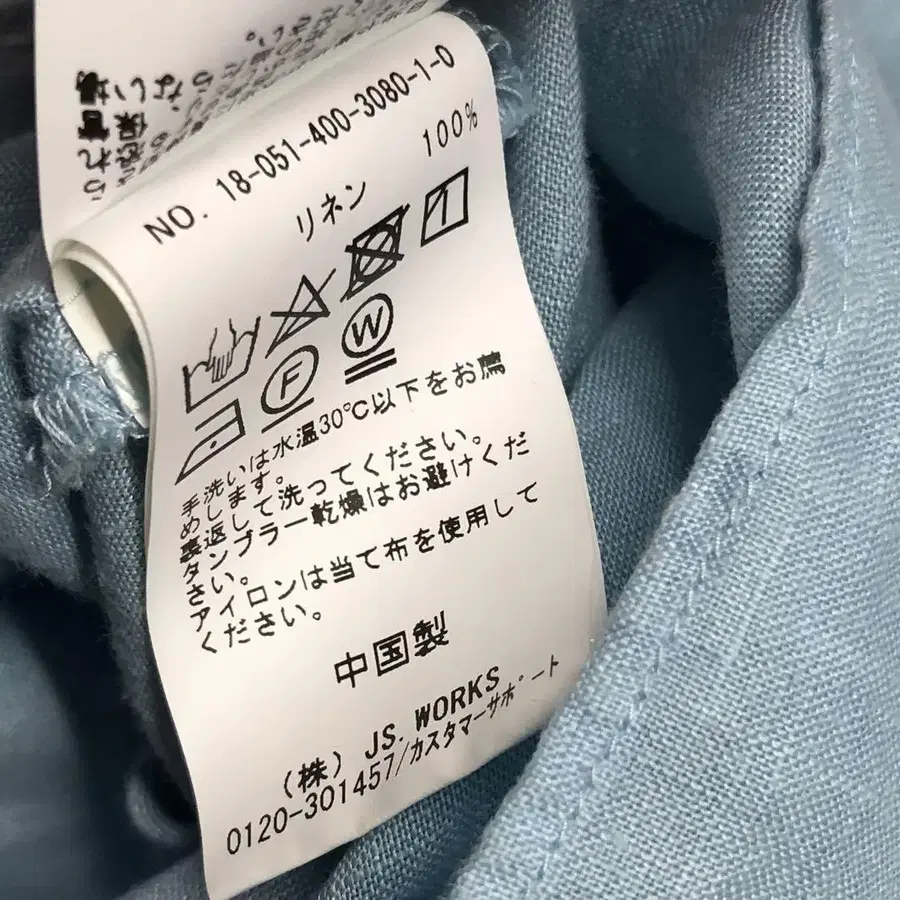 NO. 18-051-400-3080-1-0
リネン 100%
F W
手洗いは水温30℃以下をお薦
めします。
裏返して洗ってください。
タンブラー乾燥はお避けくだ
さい。
アイロンは当て布を使用して
ください。
中国製
(株) JS. WORKS
0120-301457/カスタマーサポート